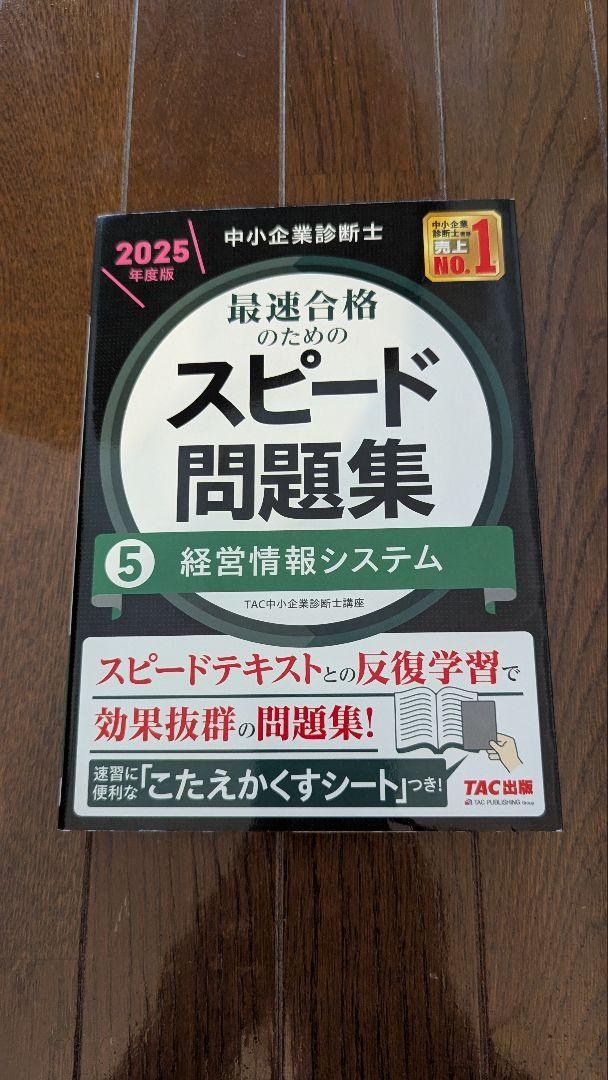 2025
年度版
中小企業診断士
中小企業
診断士書籍
売上
NO.1
最速合格
のための
スピード
問題集
5 経営情報システム
TAC中小企業診断士講座
スピードテキストとの反復学習で
効果抜群の問題集!
速習に
便利な「こたえかくすシート」つき!
TAC出版
TAC PUBLISHING Group